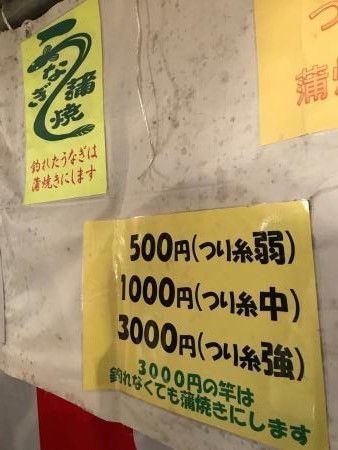 うなぎ
蒲焼
釣れたうなぎは
蒲焼きにします
つ
蒲焼
500円(つり糸弱)
1000円(つり糸中)
3000円(つり糸強)
3000円の竿は
釣れなくても蒲焼きにします